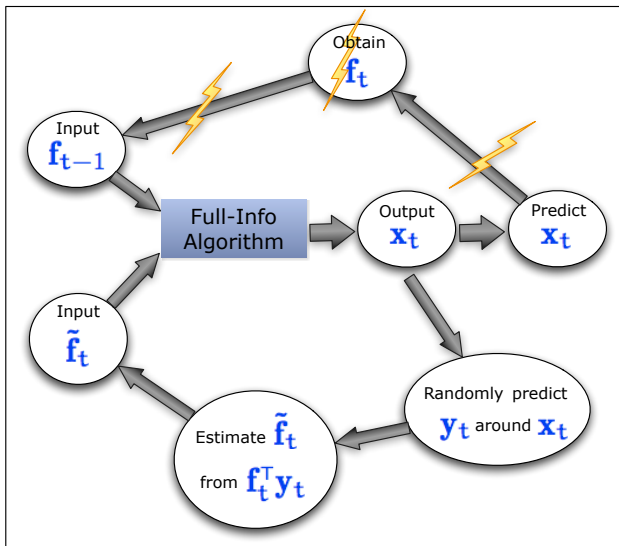 Obtain
f_t
Input
f_{t−1}
Full-Info
Algorithm
Output
x_t
Predict
x_t
Input
f̃_t
Randomly predict
y_t around x_t
Estimate f̃_t
from f_t^⊤ y_t